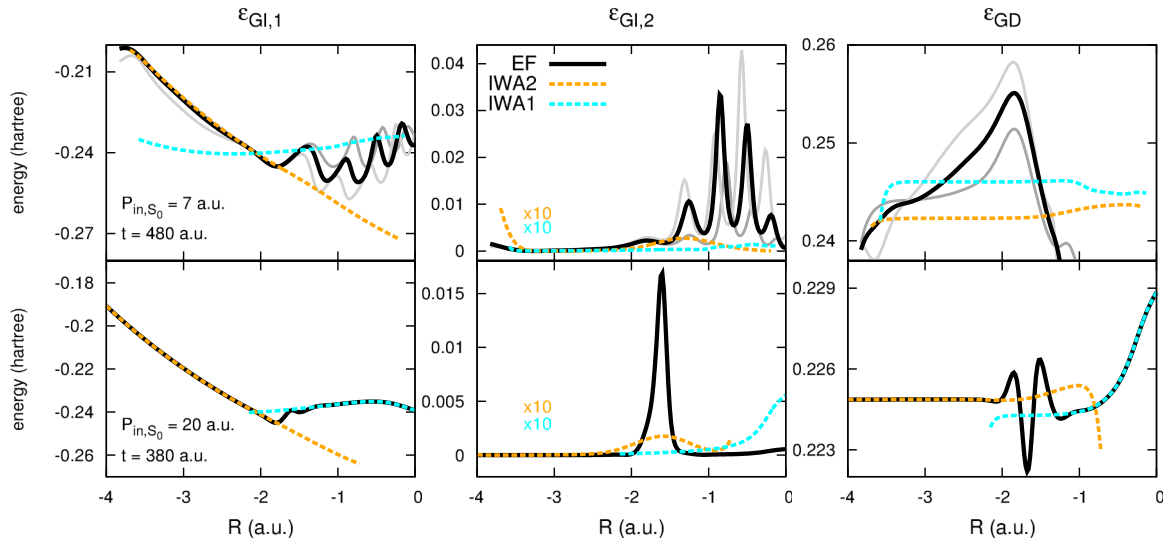 ε_GI,1 ε_GI,2 ε_GD
energy (hartree)
-0.21
-0.24
-0.27
P_in,S₀ = 7 a.u.
t = 480 a.u.
0.04
0.03
0.02
0.01
0
EF
IWA2
IWA1
x10
x10
0.26
0.25
0.24
energy (hartree)
energy (hartree)
-0.2
-0.22
-0.24
-0.26
P_in,S₀ = 20 a.u.
t = 380 a.u.
-4 -3 -2 -1 0
R (a.u.)
0.015
0.01
0.005
0
x10
x10
-4 -3 -2 -1 0
R (a.u.)
0.229
0.227
0.225
0.223
-4 -3 -2 -1 0
R (a.u.)